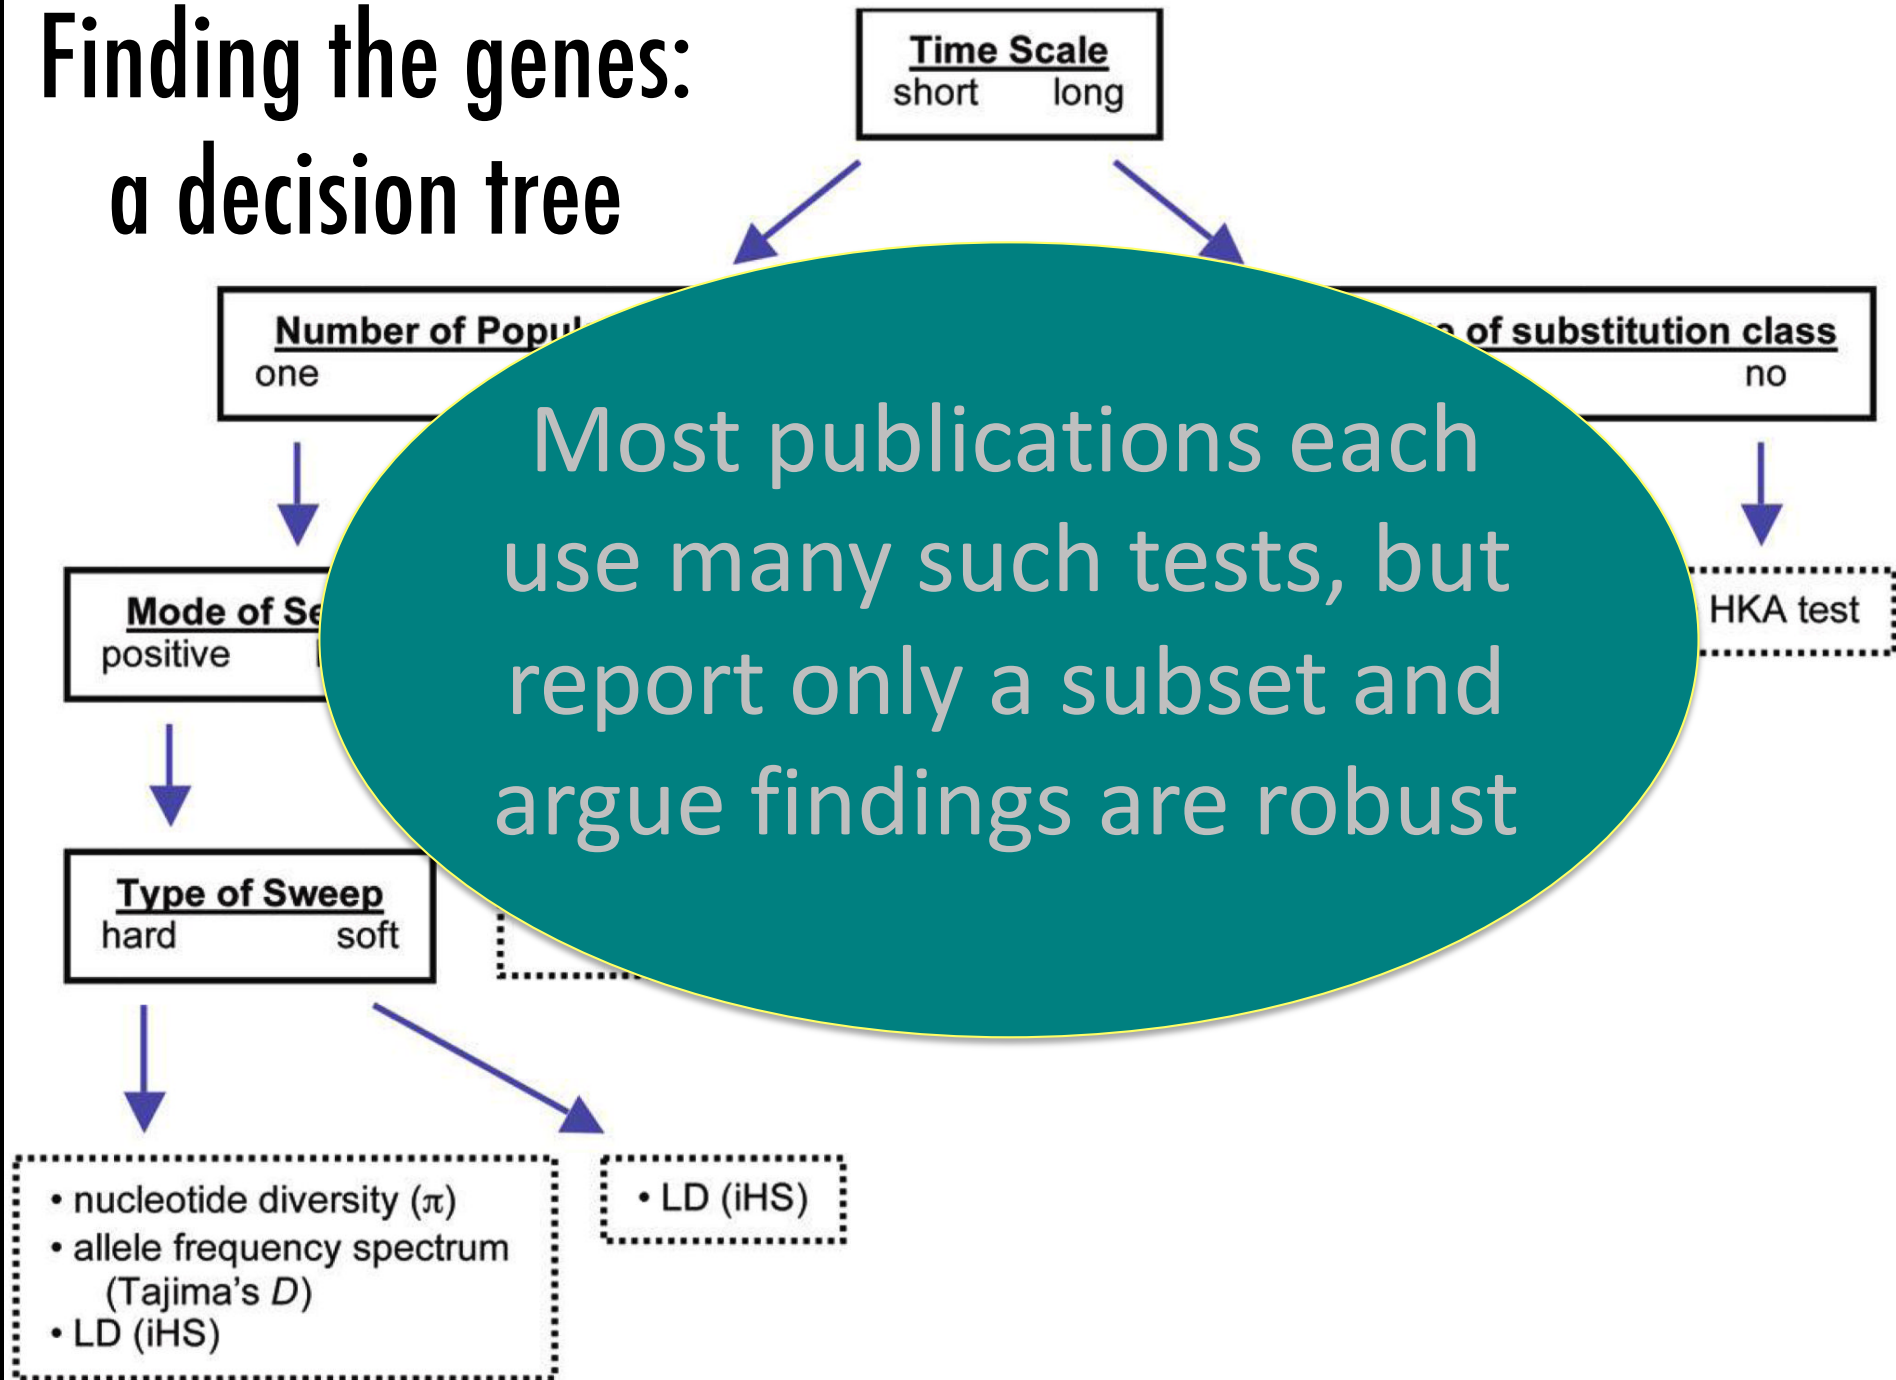 Finding the genes:
a decision tree
Time Scale
short long
Number of
one
of substitution class
no
Most publications each
use many such tests, but
report only a subset and
argue findings are robust
Mode of
positive
HKA test
Type of Sweep
hard soft
• nucleotide diversity (π)
• allele frequency spectrum
(Tajima's D)
• LD (iHS)
• LD (iHS)